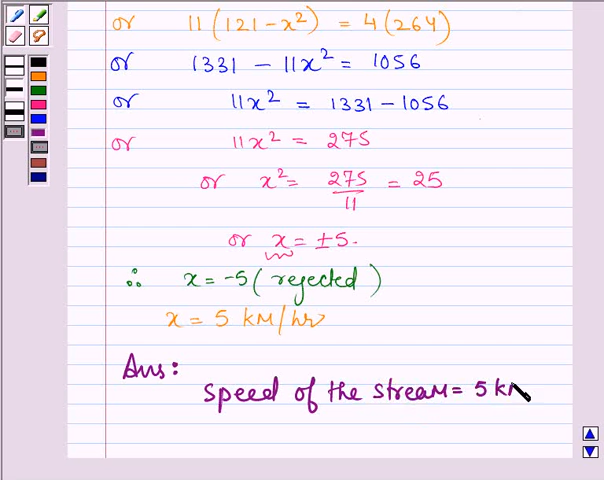 or 11(121-x²) = 4(264)
or 1331 - 11x² = 1056
or 11x² = 1331-1056
or 11x² = 275
or x² = 275/11 = 25
or x = ±5.
∴ x = -5 (rejected)
x = 5 KM/hr
Ans:
Speed of the stream = 5 KM